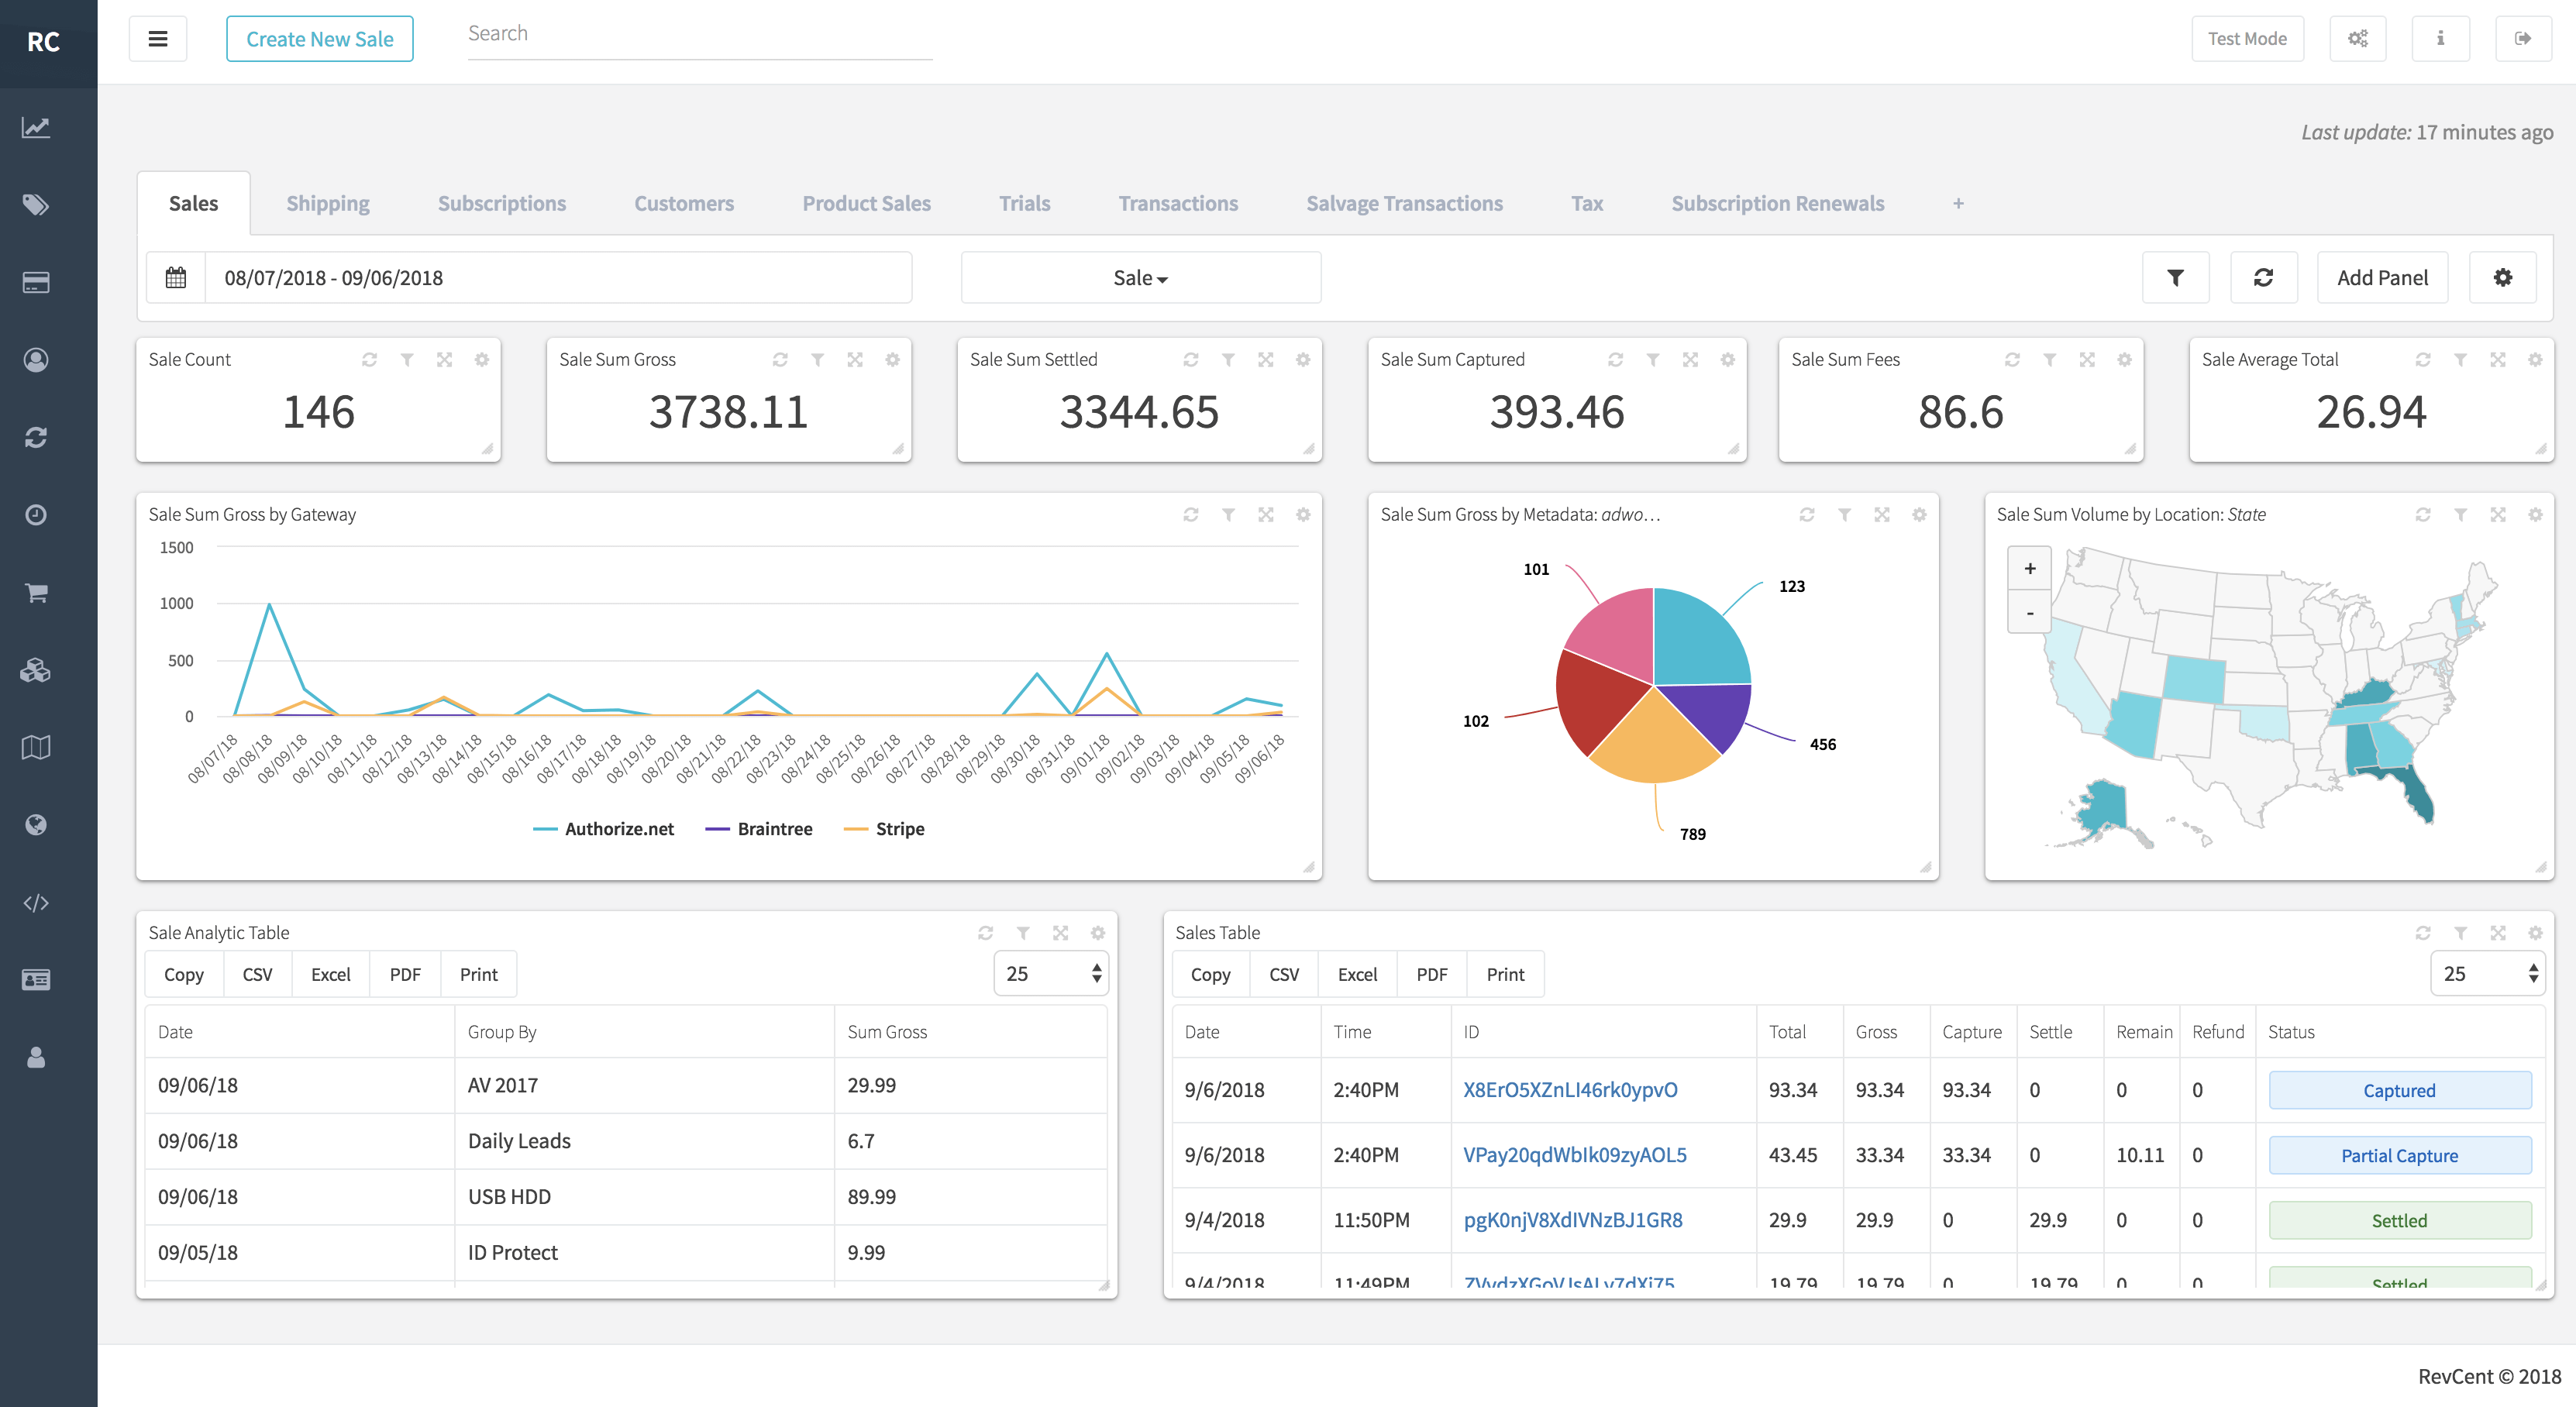 RC
Create New Sale
Search
Test Mode
Last update: 17 minutes ago
Sales Shipping Subscriptions Customers Product Sales Trials Transactions Salvage Transactions Tax Subscription Renewals +
08/07/2018 - 09/06/2018
Sale
Add Panel
Sale Count
146
Sale Sum Gross
3738.11
Sale Sum Settled
3344.65
Sale Sum Captured
393.46
Sale Sum Fees
86.6
Sale Average Total
26.94
Sale Sum Gross by Gateway
1500
1000
500
0
08/07/18 08/08/18 08/09/18 08/10/18 08/11/18 08/12/18 08/13/18 08/14/18 08/15/18 08/16/18 08/17/18 08/18/18 08/19/18 08/20/18 08/21/18 08/22/18 08/23/18 08/24/18 08/25/18 08/26/18 08/27/18 08/28/18 08/29/18 08/30/18 08/31/18 09/01/18 09/02/18 09/03/18 09/04/18 09/05/18 09/06/18
Authorize.net Braintree Stripe
Sale Sum Gross by Metadata: adwo...
101
123
102
456
789
Sale Sum Volume by Location: State
+
-
Sale Analytic Table
Copy CSV Excel PDF Print
25
Date Group By Sum Gross
09/06/18 AV 2017 29.99
09/06/18 Daily Leads 6.7
09/06/18 USB HDD 89.99
09/05/18 ID Protect 9.99
Sales Table
Copy CSV Excel PDF Print
25
Date Time ID Total Gross Capture Settle Remain Refund Status
9/6/2018 2:40PM X8ErO5XZnLI46rk0ypvO 93.34 93.34 93.34 0 0 0 Captured
9/6/2018 2:40PM VPay20qdWbIk09zyAOL5 43.45 33.34 33.34 0 10.11 0 Partial Capture
9/4/2018 11:50PM pgK0njV8XdIVNzBJ1GR8 29.9 29.9 0 29.9 0 0 Settled
9/4/2018 11:49PM 19.79 19.79 0 19.79 0 0 Settled
RevCent © 2018